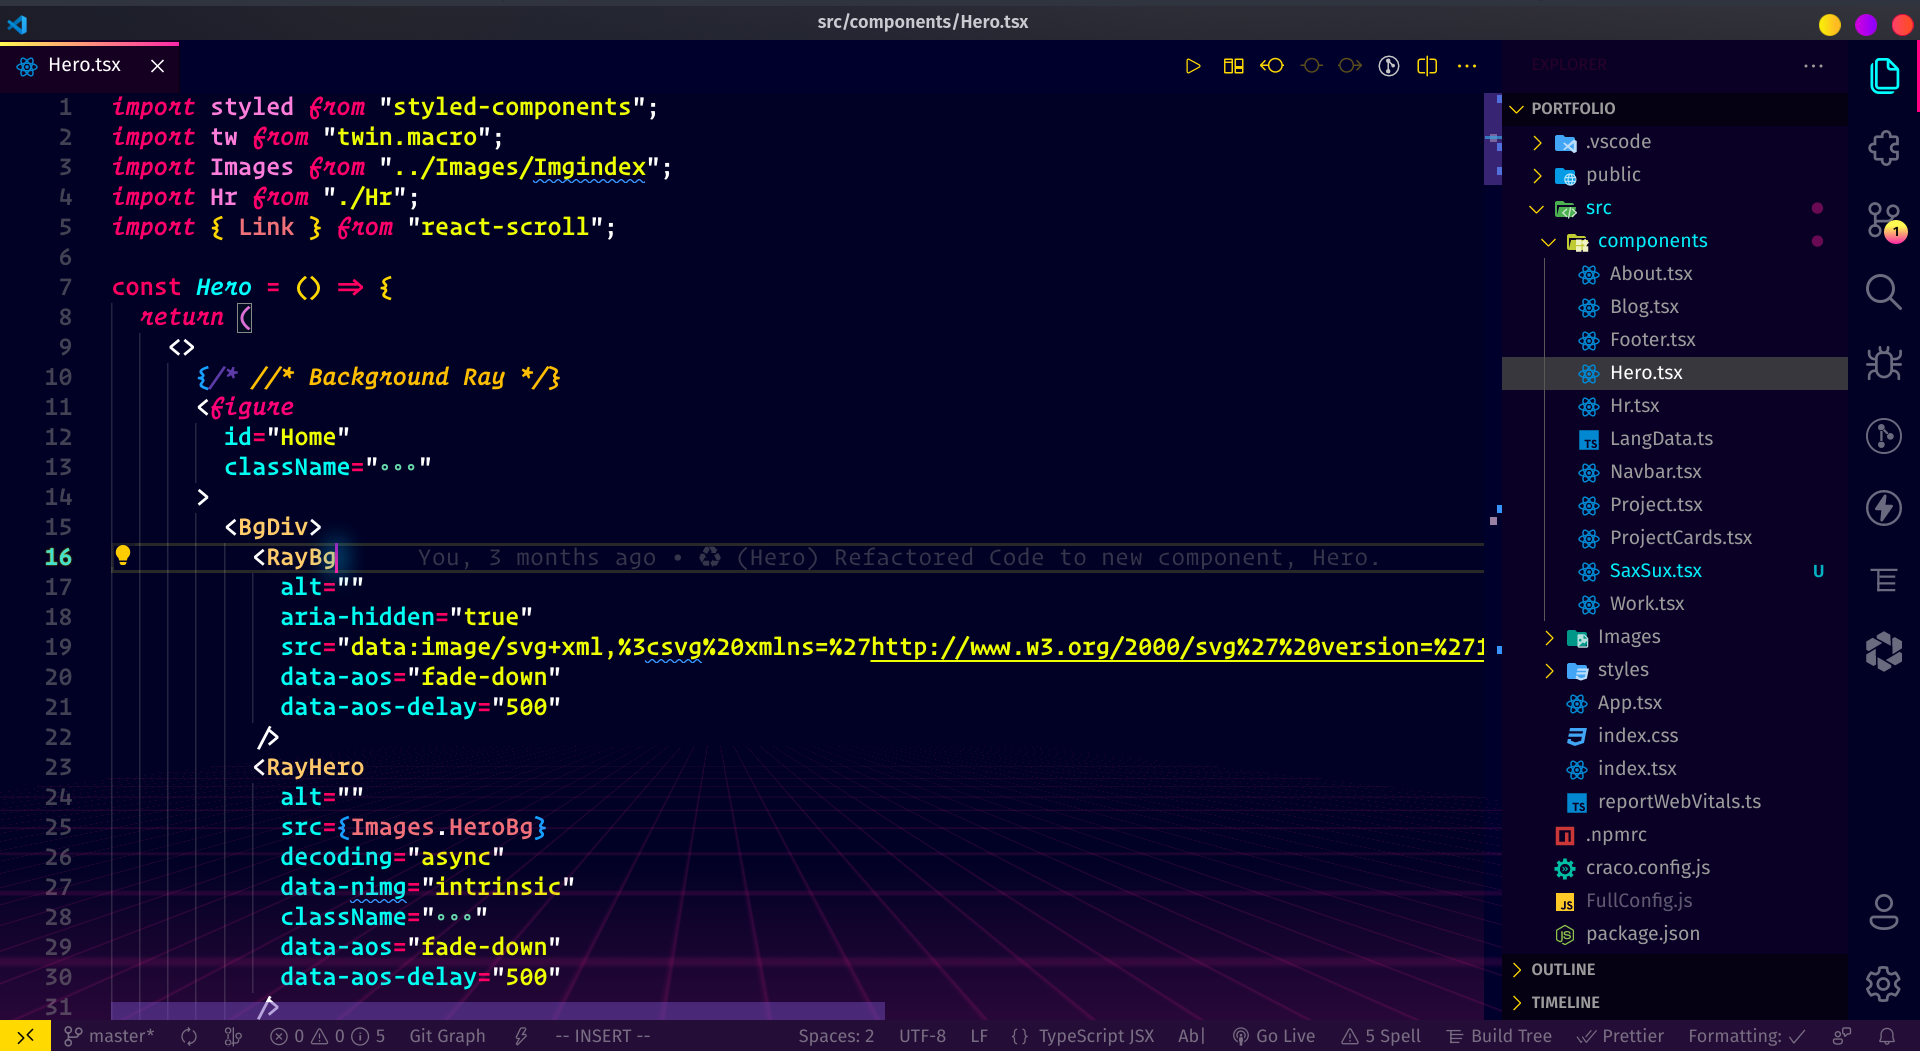 src/components/Hero.tsx
Hero.tsx
1 import styled from "styled-components";
2 import tw from "twin.macro";
3 import Images from "../Images/Imgindex";
4 import Hr from "./Hr";
5 import { Link } from "react-scroll";
6
7 const Hero = () => {
8 return (
9 <>
10 {/* //* Background Ray */}
11 <figure
12 id="Home"
13 className="..."
14 >
15 <BgDiv>
16 <RayBg You, 3 months ago • ♻ (Hero) Refactored Code to new component, Hero.
17 alt=""
18 aria-hidden="true"
19 src="data:image/svg+xml,%3csvg%20xmlns=%27http://www.w3.org/2000/svg%27%20version=%271
20 data-aos="fade-down"
21 data-aos-delay="500"
22 />
23 <RayHero
24 alt=""
25 src={Images.HeroBg}
26 decoding="async"
27 data-nimg="intrinsic"
28 className="..."
29 data-aos="fade-down"
30 data-aos-delay="500"
31 />
EXPLORER
PORTFOLIO
.vscode
public
src
components
About.tsx
Blog.tsx
Footer.tsx
Hero.tsx
Hr.tsx
TS LangData.ts
Navbar.tsx
Project.tsx
ProjectCards.tsx
SaxSux.tsx U
Work.tsx
Images
styles
App.tsx
index.css
index.tsx
TS reportWebVitals.ts
.npmrc
craco.config.js
JS FullConfig.js
package.json
OUTLINE
TIMELINE
1
master* 0 0 5 Git Graph -- INSERT -- Spaces: 2 UTF-8 LF {} TypeScript JSX Ab| Go Live 5 Spell Build Tree Prettier Formatting: ✓